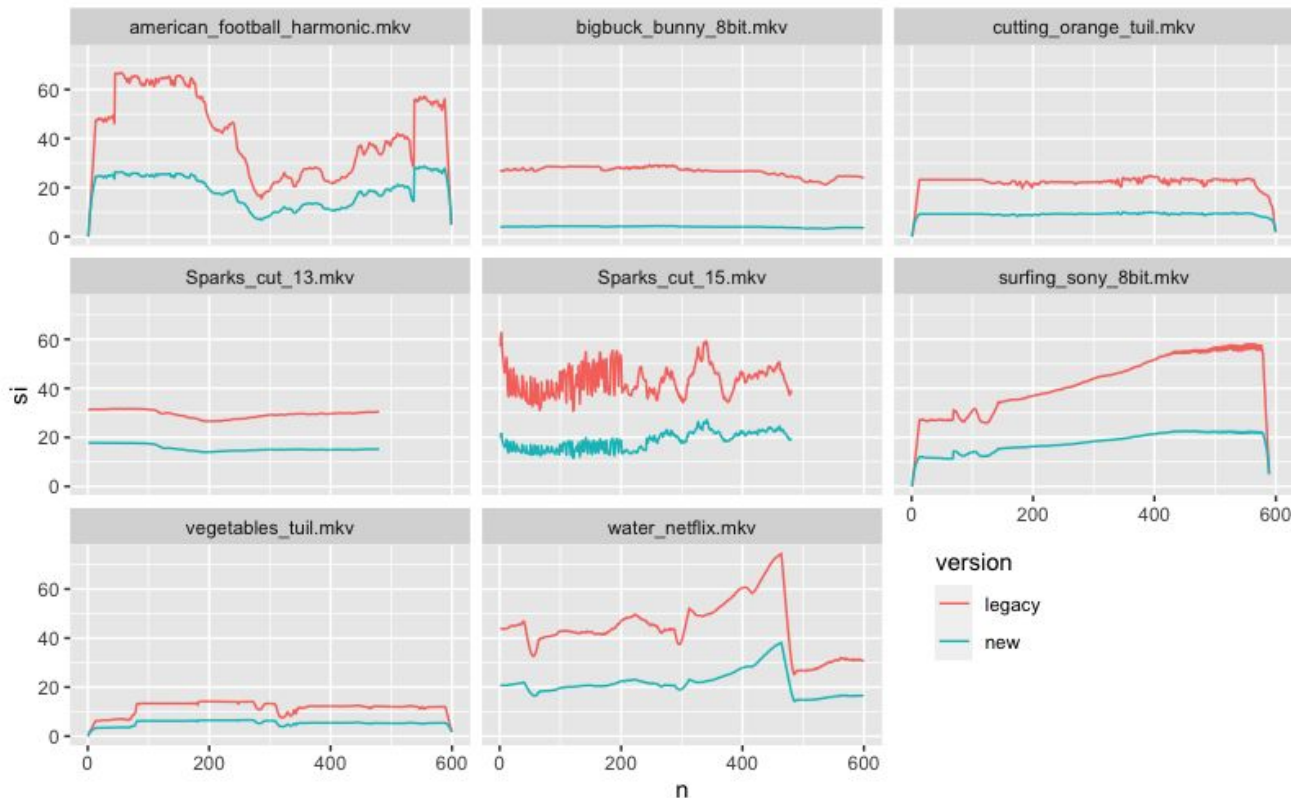 american_football_harmonic.mkv
bigbuck_bunny_8bit.mkv
cutting_orange_tuil.mkv
60
40
20
0
Sparks_cut_13.mkv
Sparks_cut_15.mkv
surfing_sony_8bit.mkv
60
40
20
0
si
0
200
400
600
vegetables_tuil.mkv
water_netflix.mkv
60
40
20
0
version
legacy
new
0
200
400
600
0
200
400
600
n